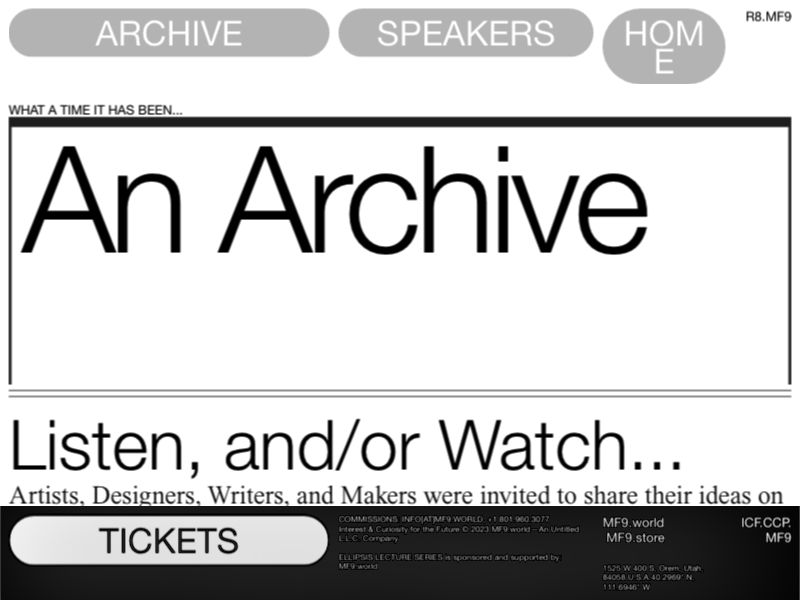 ARCHIVE
SPEAKERS
HOM
E
R8.MF9
WHAT A TIME IT HAS BEEN...
An Archive
Listen, and/or Watch...
Artists, Designers, Writers, and Makers were invited to share their ideas on
TICKETS
COMMISSIONS: INFO[AT]MF9.WORLD, +1.801.960.3077
Interest & Curiosity for the Future © 2023 MF9.world – An Untitled
L.L.C. Company.
ELLIPSIS LECTURE SERIES is sponsored and supported by
MF9.world
MF9.world
MF9.store
1525 W 400 S. Orem, Utah,
84058 U.S.A 40.2969° N,
111.6946° W
ICF.CCP.
MF9